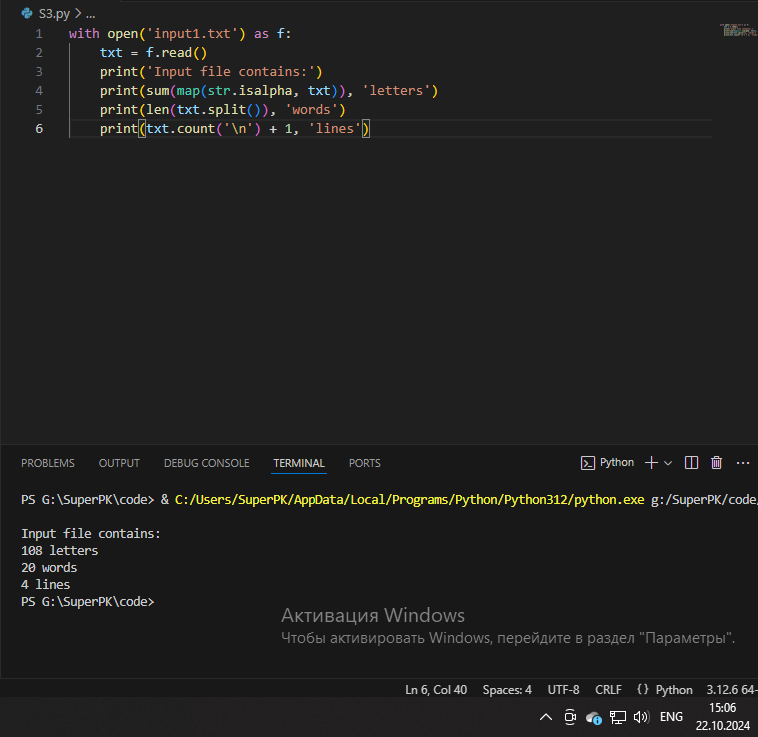 S3.py > ...
1 with open('input1.txt') as f:
2 txt = f.read()
3 print('Input file contains:')
4 print(sum(map(str.isalpha, txt)), 'letters')
5 print(len(txt.split()), 'words')
6 print(txt.count('\n') + 1, 'lines')
PROBLEMS OUTPUT DEBUG CONSOLE TERMINAL PORTS Python
PS G:\SuperPK\code> & C:/Users/SuperPK/AppData/Local/Programs/Python/Python312/python.exe g:/SuperPK/code/
Input file contains:
108 letters
20 words
4 lines
PS G:\SuperPK\code>
Активация Windows
Чтобы активировать Windows, перейдите в раздел "Параметры".
Ln 6, Col 40 Spaces: 4 UTF-8 CRLF {} Python 3.12.6 64-
ENG 15:06
22.10.2024